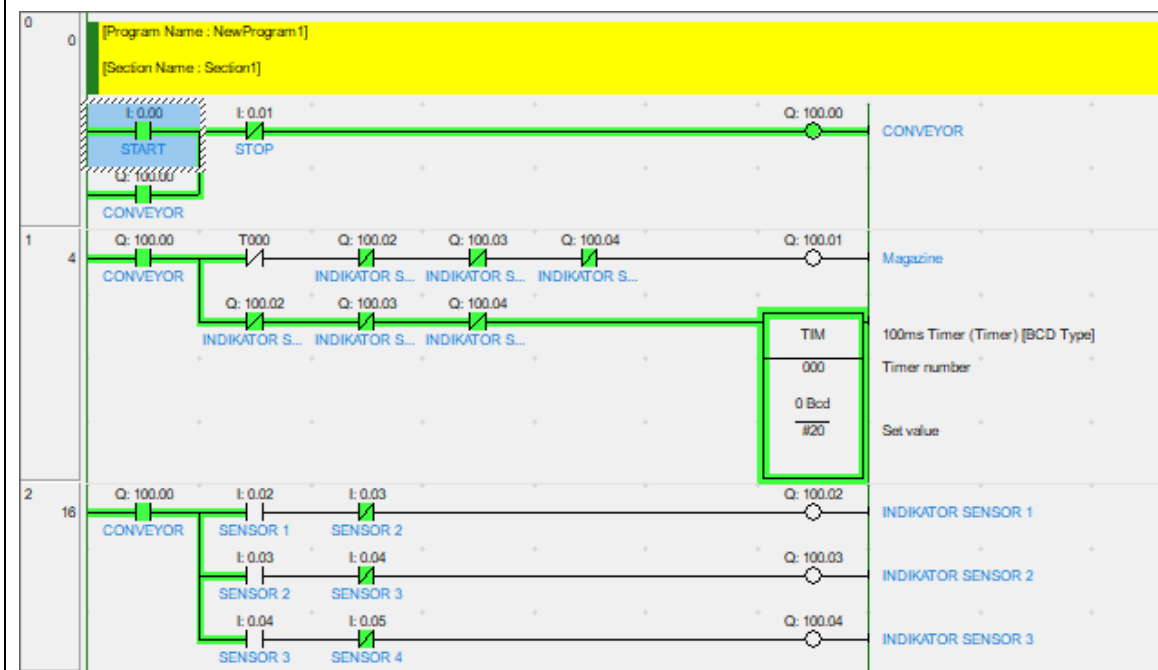 0
0 [Program Name : NewProgram1]
[Section Name : Section1]
I: 0.00 I: 0.01 Q: 100.00
CONVEYOR
START STOP
Q: 100.00
CONVEYOR
1 Q: 100.00 T000 Q: 100.02 Q: 100.03 Q: 100.04 Q: 100.01
4 Magazine
CONVEYOR INDIKATOR S... INDIKATOR S... INDIKATOR S...
Q: 100.02 Q: 100.03 Q: 100.04
INDIKATOR S... INDIKATOR S... INDIKATOR S...
TIM 100ms Timer (Timer) [BCD Type]
000 Timer number
0 Bcd
#20 Set value
2 Q: 100.00 I: 0.02 I: 0.03 Q: 100.02
16 INDIKATOR SENSOR 1
CONVEYOR SENSOR 1 SENSOR 2
I: 0.03 I: 0.04 Q: 100.03
INDIKATOR SENSOR 2
SENSOR 2 SENSOR 3
I: 0.04 I: 0.05 Q: 100.04
INDIKATOR SENSOR 3
SENSOR 3 SENSOR 4